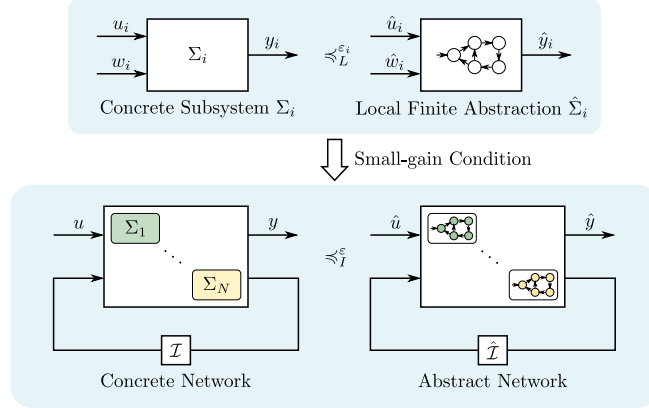 u_i
Σ_i
y_i
w_i
≼_L^{ε_i}
û_i
ŷ_i
ŵ_i
Concrete Subsystem Σ_i
Local Finite Abstraction Σ̂_i
Small-gain Condition
u
Σ_1
y
⋱
Σ_N
ℐ
≼_I^ε
û
ŷ
⋱
ℐ̂
Concrete Network
Abstract Network